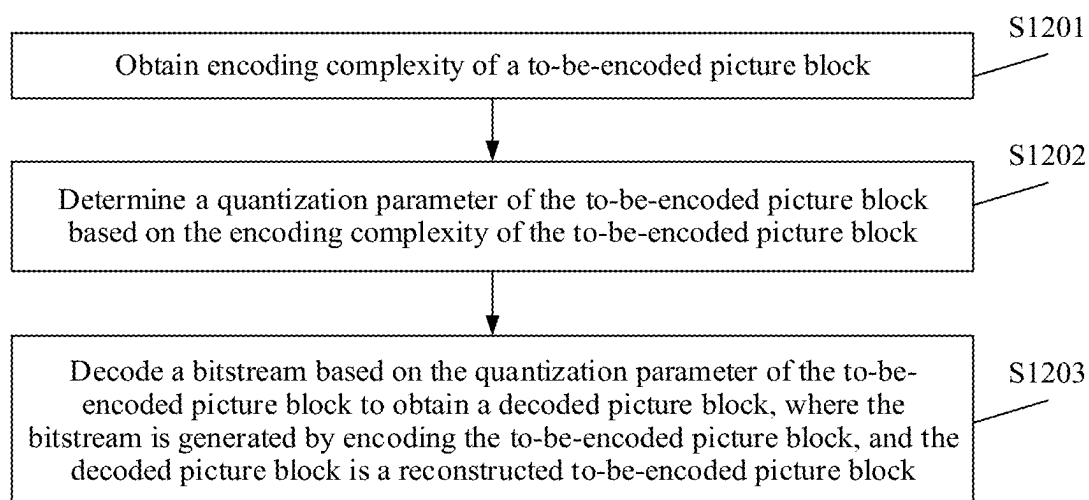 S1201
Obtain encoding complexity of a to-be-encoded picture block
S1202
Determine a quantization parameter of the to-be-encoded picture block
based on the encoding complexity of the to-be-encoded picture block
S1203
Decode a bitstream based on the quantization parameter of the to-be-
encoded picture block to obtain a decoded picture block, where the
bitstream is generated by encoding the to-be-encoded picture block, and the
decoded picture block is a reconstructed to-be-encoded picture block